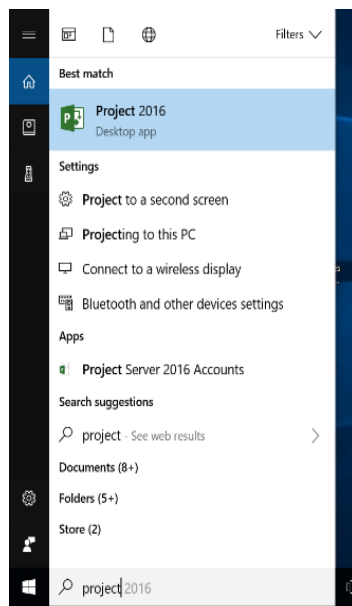 Filters
Best match
Project 2016
Desktop app
Settings
Project to a second screen
Projecting to this PC
Connect to a wireless display
Bluetooth and other devices settings
Apps
Project Server 2016 Accounts
Search suggestions
project - See web results
Documents (8+)
Folders (5+)
Store (2)
project 2016